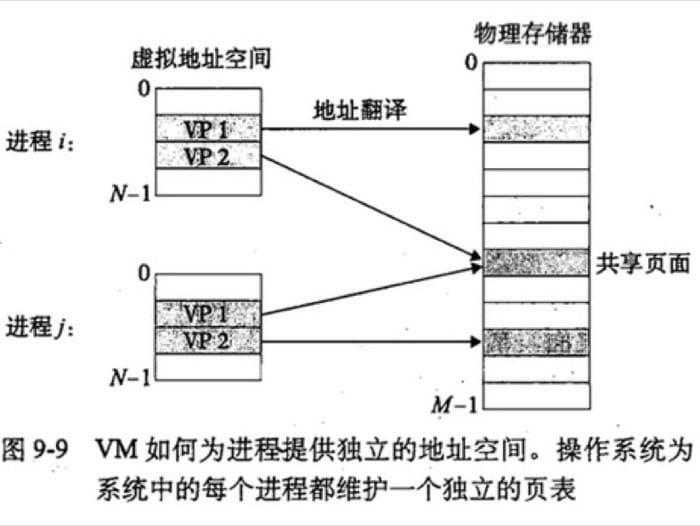 物理存储器
虚拟地址空间
0
0
地址翻译
进程 i:
VP 1
VP 2
N-1
共享页面
0
进程 j:
VP 1
VP 2
N-1
M-1
图 9-9 VM 如何为进程提供独立的地址空间。操作系统为
系统中的每个进程都维护一个独立的页表